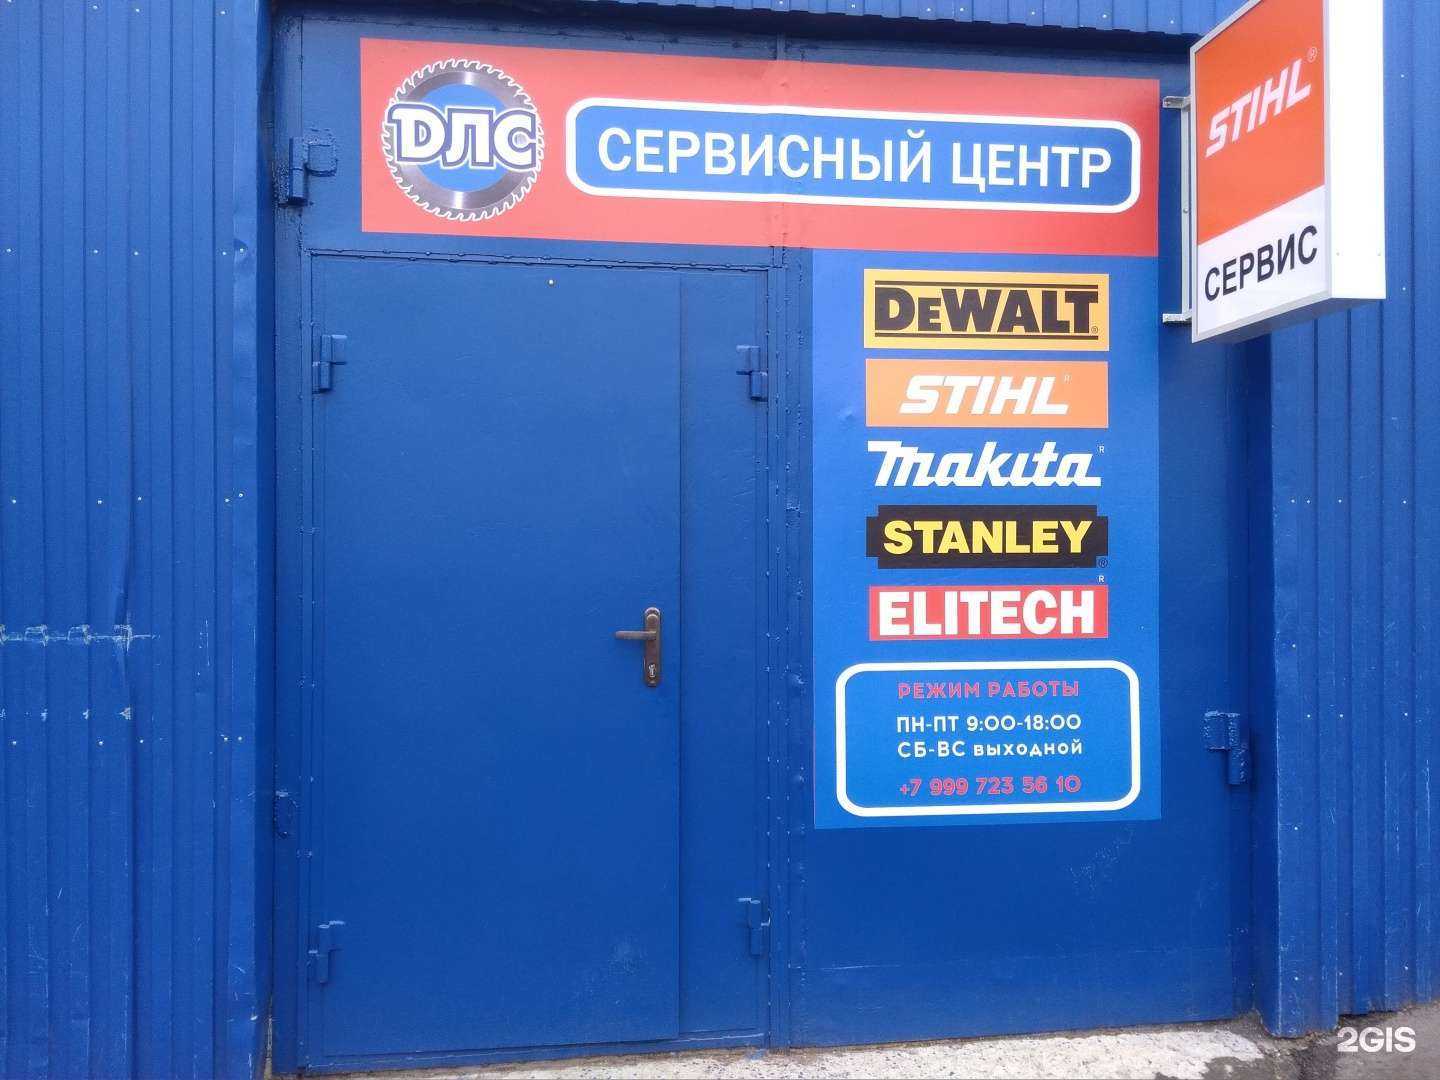 ДЛС
СЕРВИСНЫЙ ЦЕНТР
STIHL®
СЕРВИС
DEWALT®
STIHL®
makita®
STANLEY®
ELITECH®
РЕЖИМ РАБОТЫ
ПН-ПТ 9:00-18:00
СБ-ВС выходной
+7 999 723 56 10
2GIS